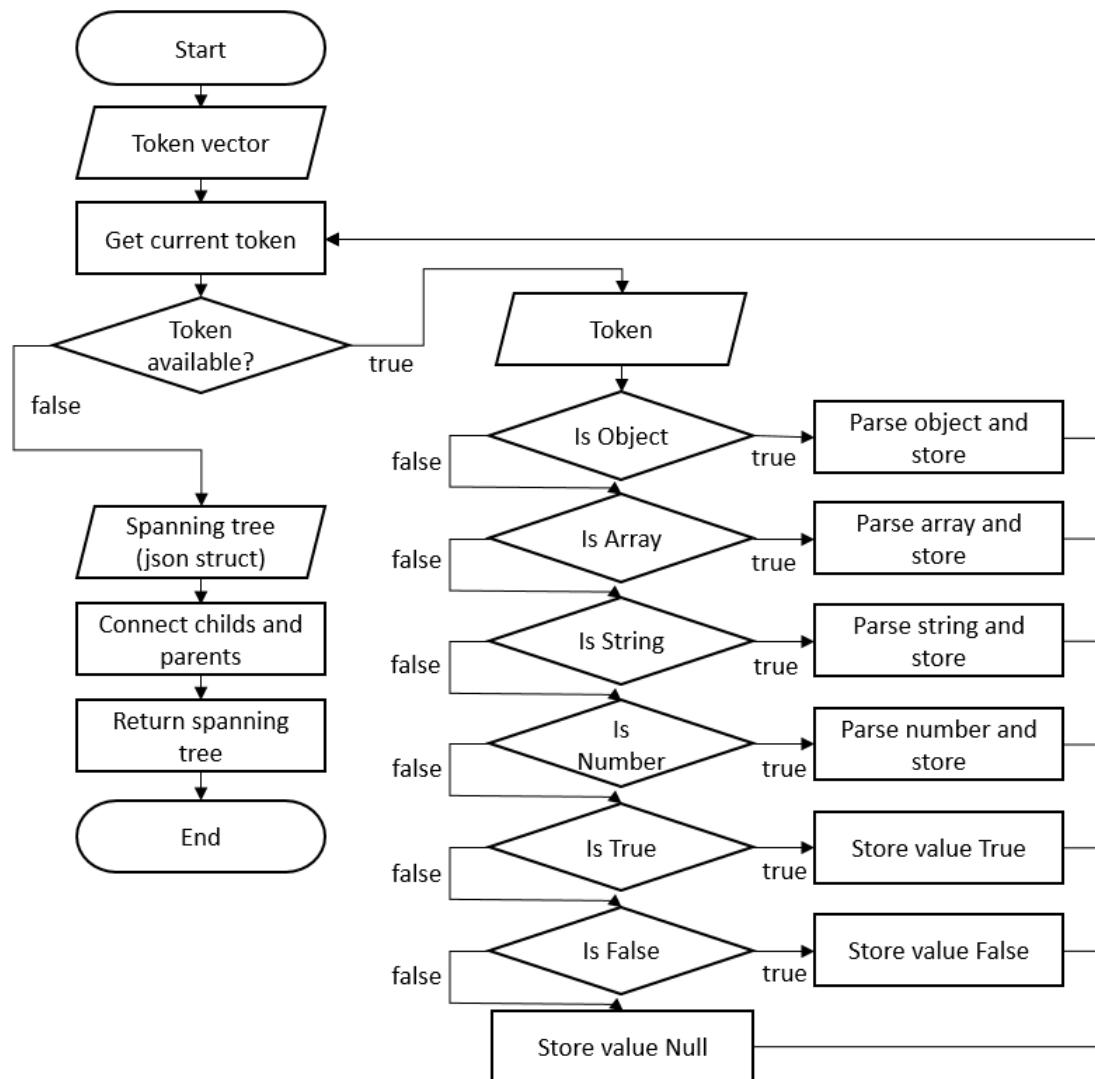 Start
Token vector
Get current token
Token
available?
true
false
Spanning tree
(json struct)
Connect childs and
parents
Return spanning
tree
End
Token
Is Object
false
true
Parse object and
store
Is Array
false
true
Parse array and
store
Is String
false
true
Parse string and
store
Is
Number
false
true
Parse number and
store
Is True
false
true
Store value True
Is False
false
true
Store value False
Store value Null